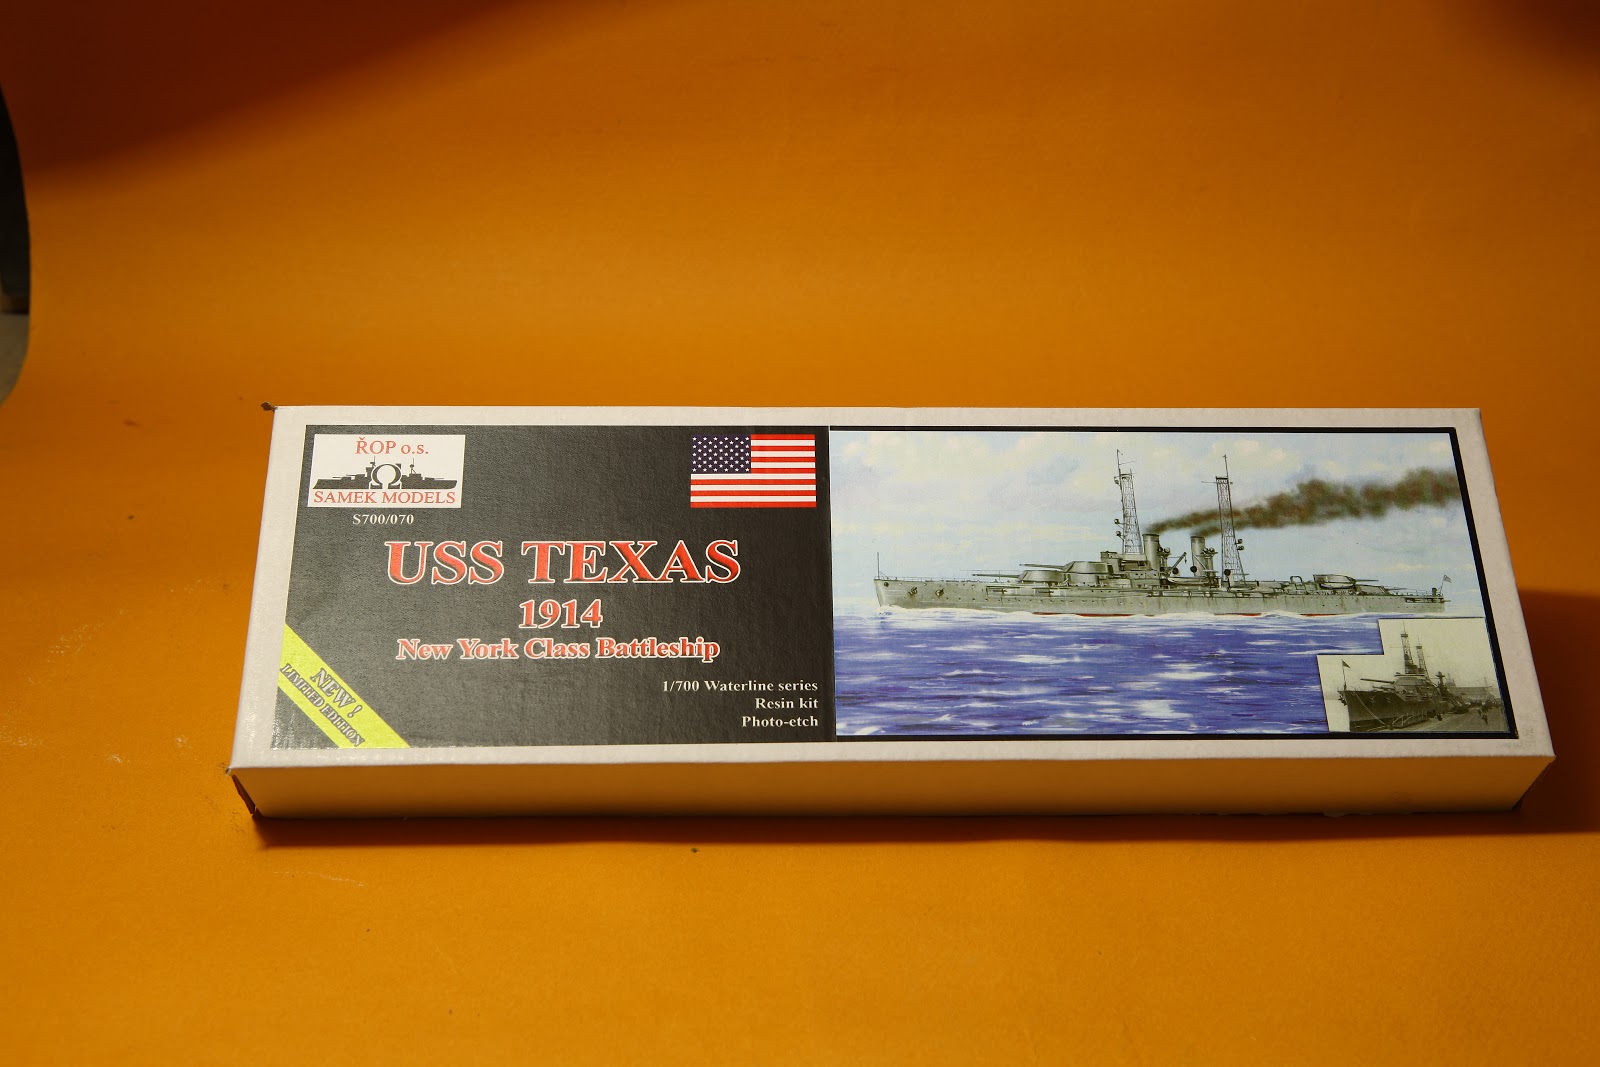 ŘOP o.s.
SAMEK MODELS
S700/070
USS TEXAS
1914
New York Class Battleship
NEW!
LIMITED EDITION
1/700 Waterline series
Resin kit
Photo-etch